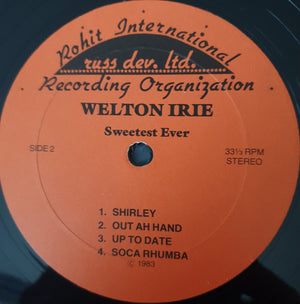 Rohit International
russ dev. ltd.
Recording Organization
WELTON IRIE
Sweetest Ever
SIDE 2
33⅓ RPM
STEREO
1. SHIRLEY
2. OUT AH HAND
3. UP TO DATE
4. SOCA RHUMBA
© 1983